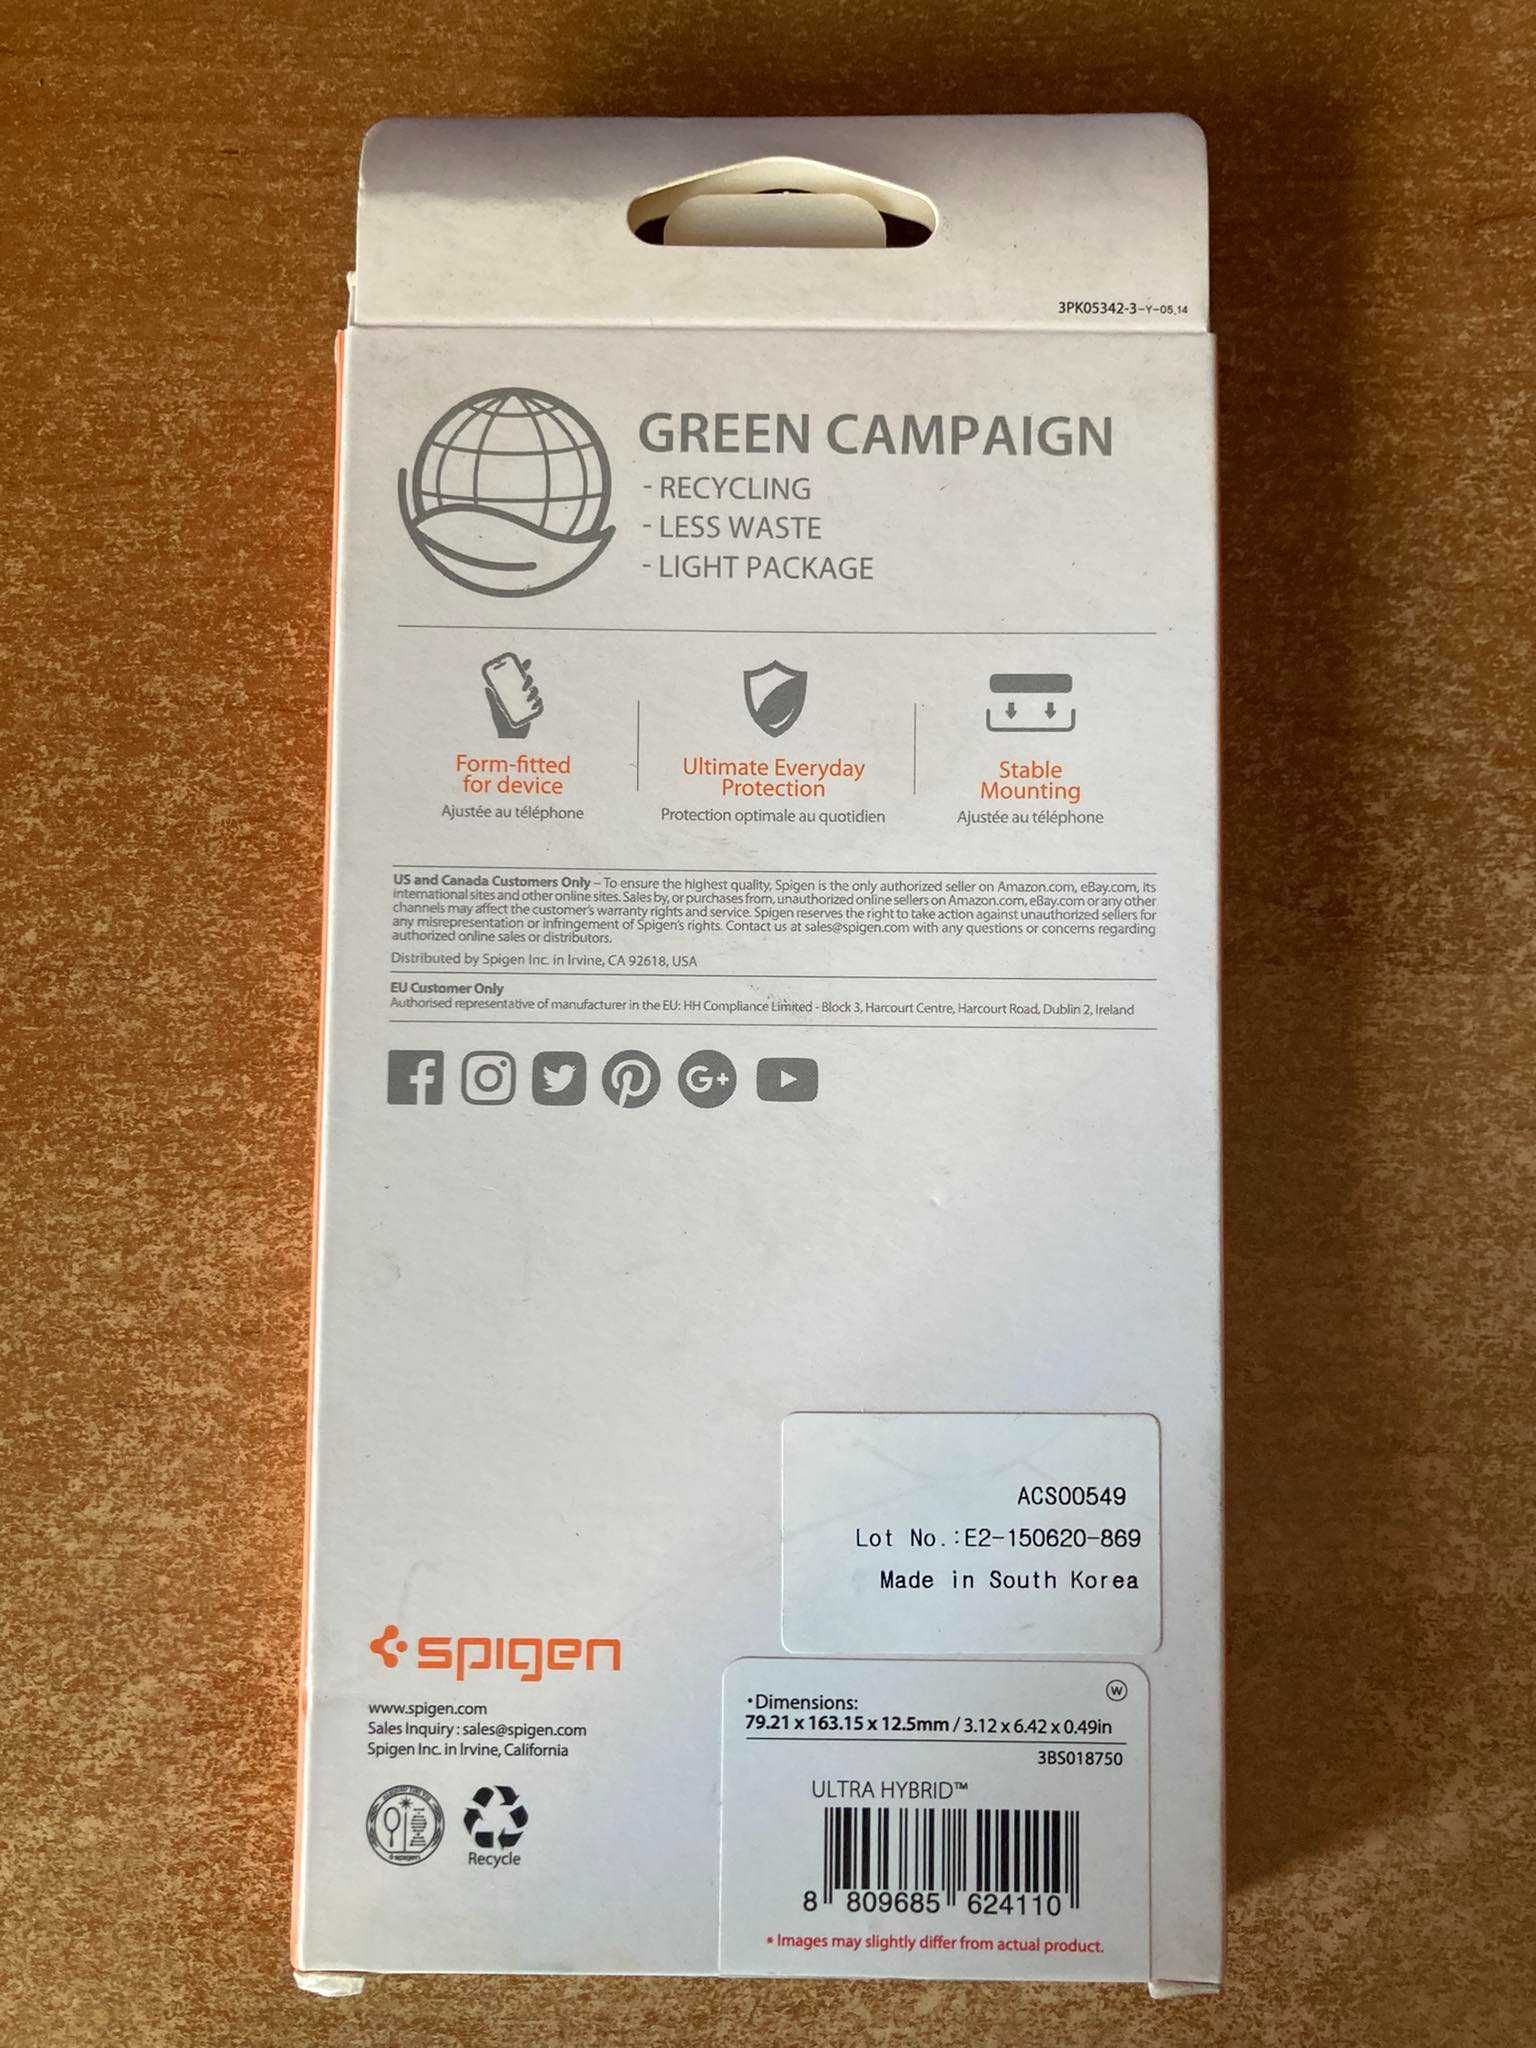 3PK05342-3-Y-05.14
GREEN CAMPAIGN
- RECYCLING
- LESS WASTE
- LIGHT PACKAGE
Form-fitted
for device
Ajustée au téléphone
Ultimate Everyday
Protection
Protection optimale au quotidien
Stable
Mounting
Ajustée au téléphone
US and Canada Customers Only – To ensure the highest quality, Spigen is the only authorized seller on Amazon.com, eBay.com, its
international sites and other online sites. Sales by, or purchases from, unauthorized online sellers on Amazon.com, eBay.com or any other
channels may affect the customer's warranty rights and service. Spigen reserves the right to take action against unauthorized sellers for
any misrepresentation or infringement of Spigen's rights. Contact us at sales@spigen.com with any questions or concerns regarding
authorized online sales or distributors.
Distributed by Spigen Inc. in Irvine, CA 92618, USA
EU Customer Only
Authorised representative of manufacturer in the EU: HH Compliance Limited - Block 3, Harcourt Centre, Harcourt Road, Dublin 2, Ireland
ACS00549
Lot No.:E2-150620-869
Made in South Korea
spigen
www.spigen.com
Sales Inquiry : sales@spigen.com
Spigen Inc. in Irvine, California
spigen
Recycle
W
•Dimensions:
79.21 x 163.15 x 12.5mm / 3.12 x 6.42 x 0.49in
3BS018750
ULTRA HYBRID™
8 809685 624110
* Images may slightly differ from actual product.